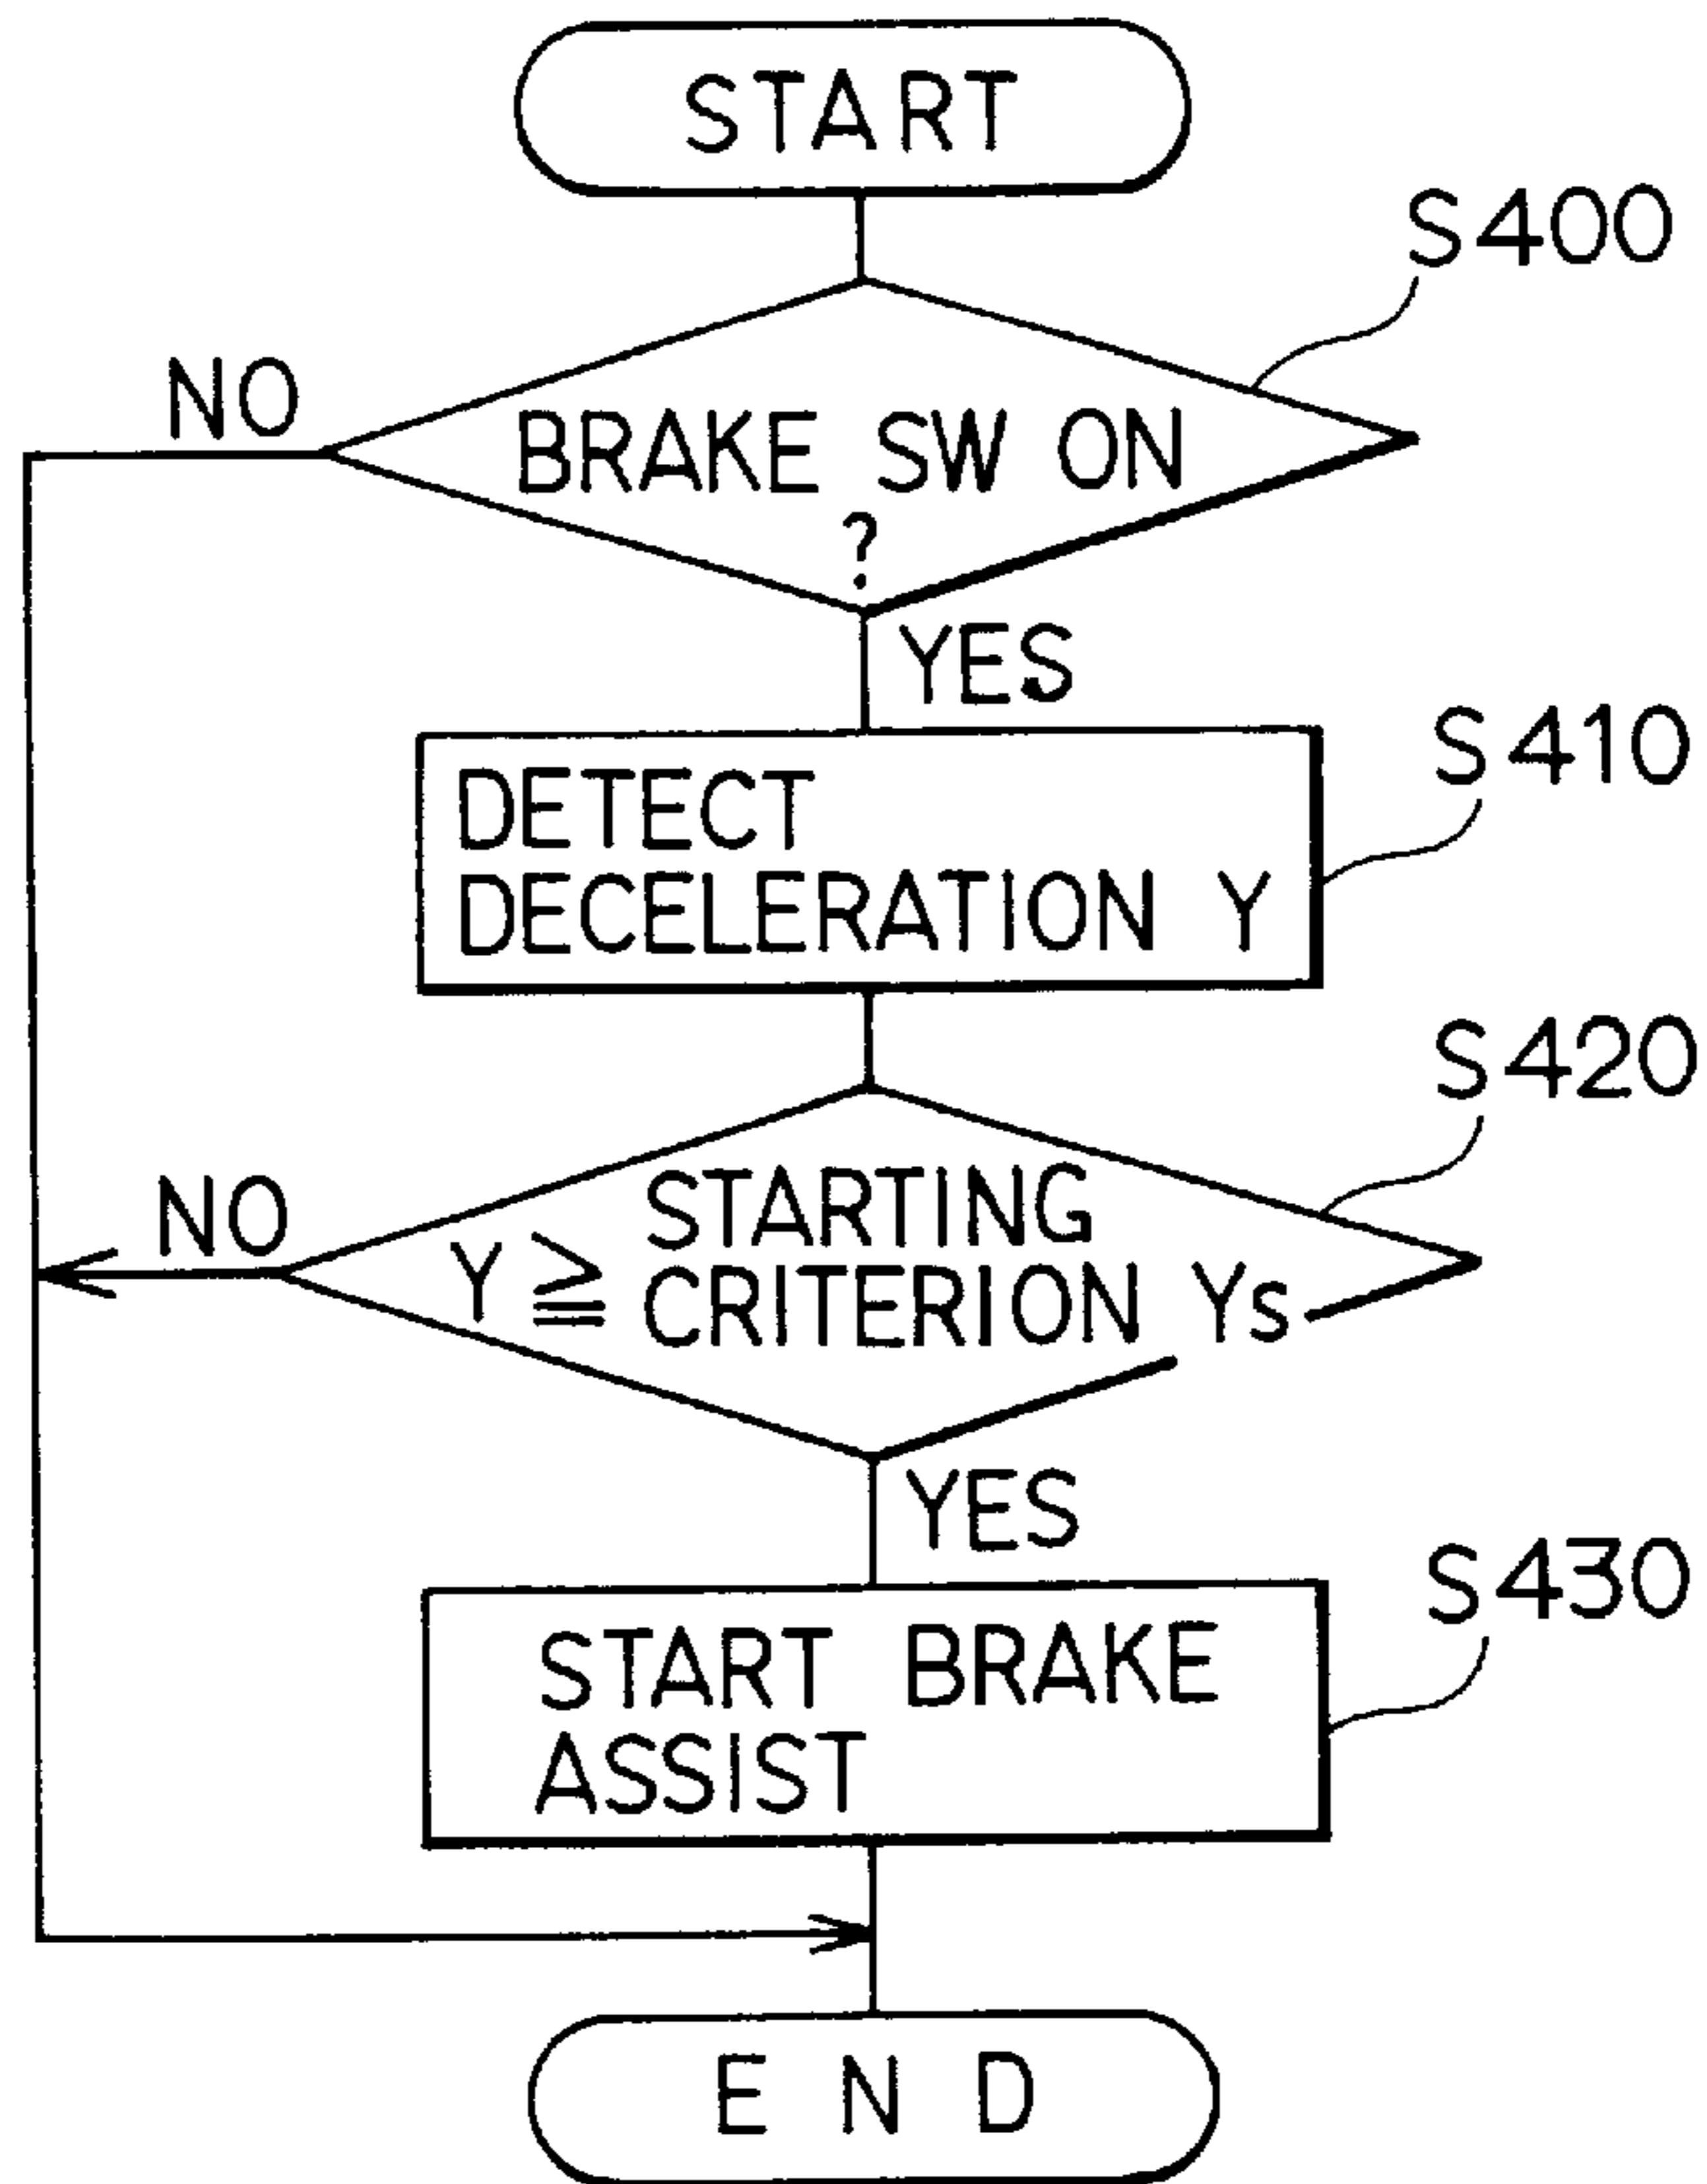 START
S400
NO
BRAKE SW ON
?
YES
S410
DETECT
DECELERATION Y
S420
NO
STARTING
Y ≧ CRITERION Ys
YES
S430
START BRAKE
ASSIST
END